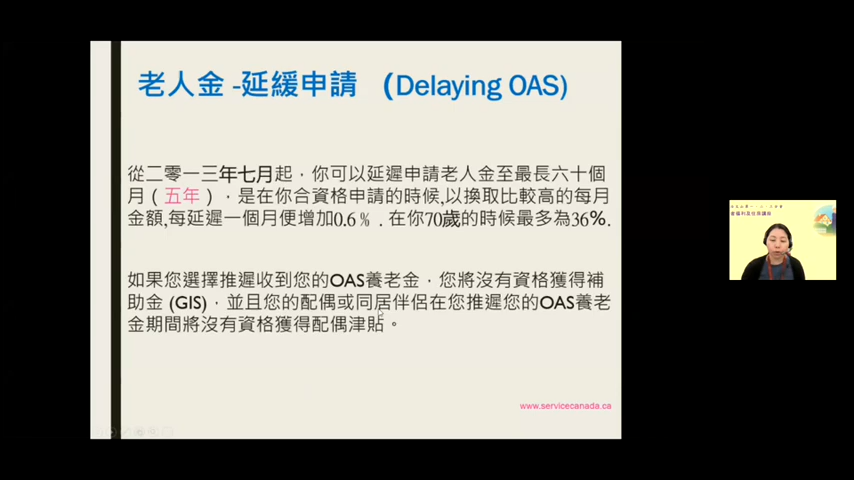 老人金 -延緩申請 (Delaying OAS)
從二零一三年七月起，你可以延遲申請老人金至最長六十個
月（五年），是在你合資格申請的時候,以換取比較高的每月
金額,每延遲一個月便增加0.6﹪. 在你70歲的時候最多為36%.
如果您選擇推遲收到您的OAS養老金，您將沒有資格獲得補
助金 (GIS)，並且您的配偶或同居伴侶在您推遲您的OAS養老
金期間將沒有資格獲得配偶津貼。
www.servicecanada.ca